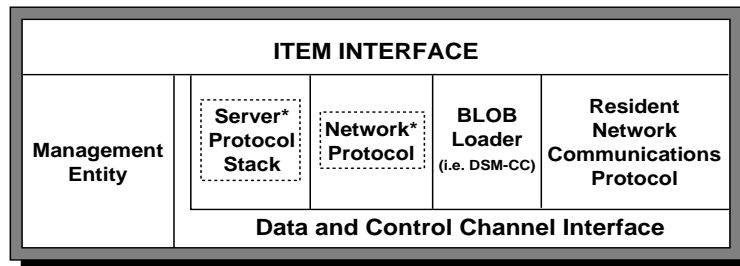 ITEM INTERFACE
Management
Entity
Server*
Protocol
Stack
Network*
Protocol
BLOB
Loader
(i.e. DSM-CC)
Resident
Network
Communications
Protocol
Data and Control Channel Interface